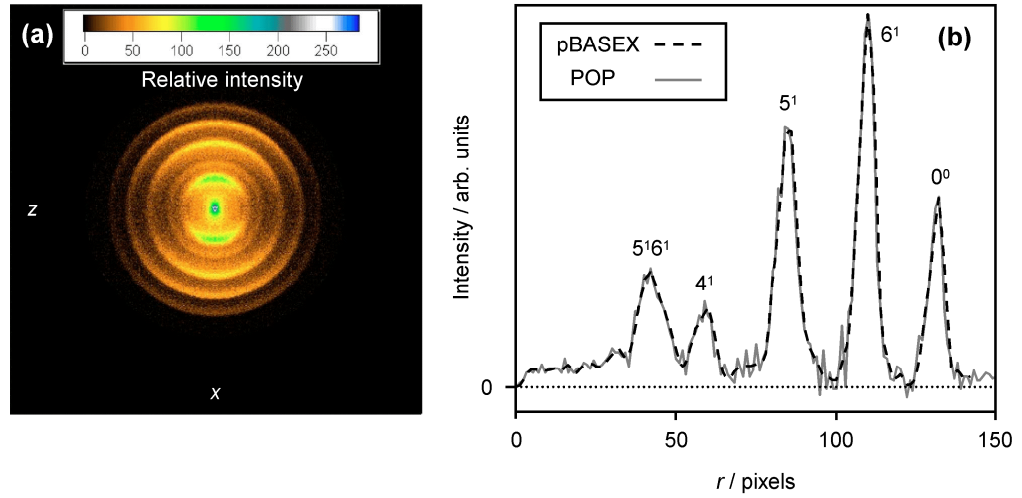 (a)
0 50 100 150 200 250
Relative intensity
z
x
(b)
pBASEX
POP
5¹6¹
4¹
5¹
6¹
0⁰
Intensity / arb. units
0
0 50 100 150
r / pixels